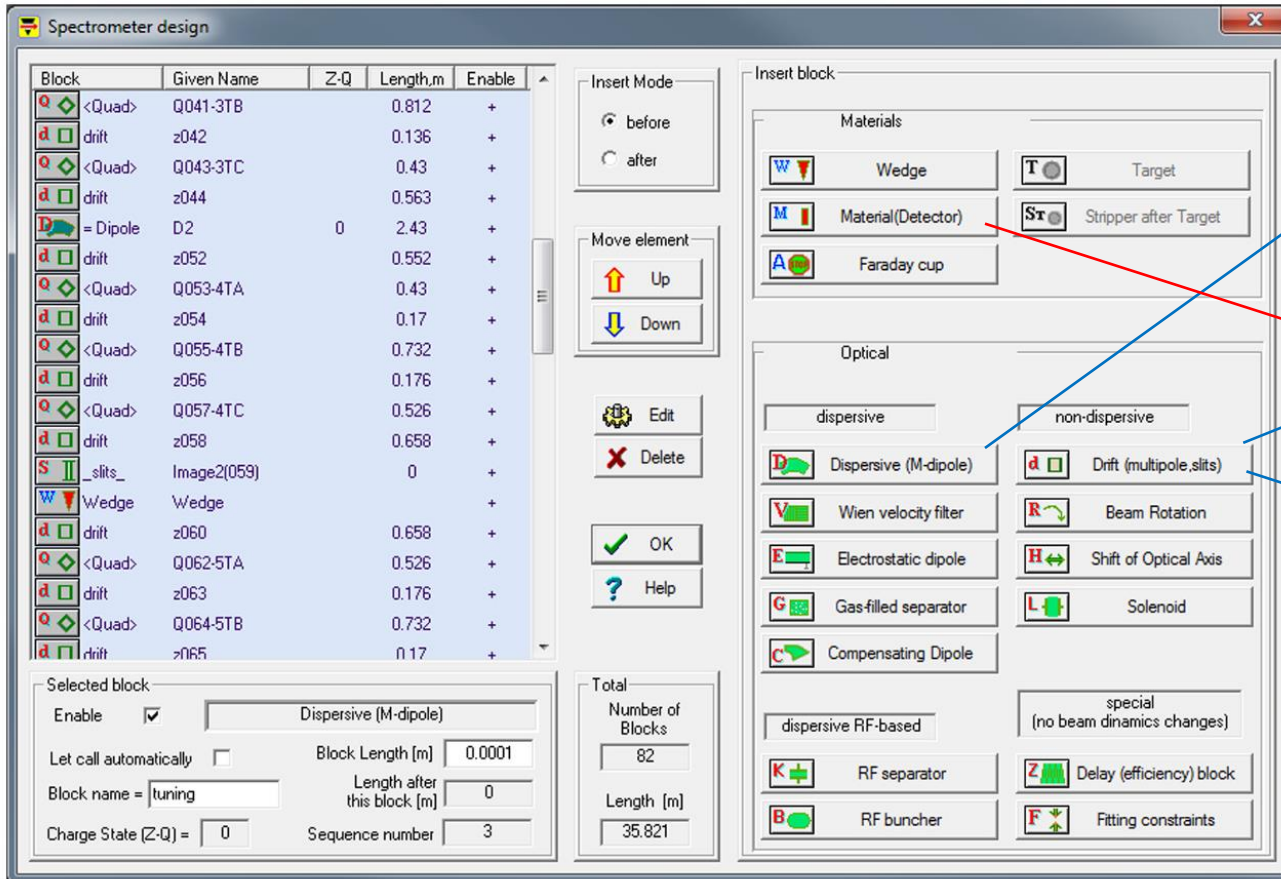 Spectrometer design
Block Given Name Z-Q Length,m Enable
Q <Quad> Q041-3TB 0.812 +
d drift z042 0.136 +
Q <Quad> Q043-3TC 0.43 +
d drift z044 0.563 +
D = Dipole D2 0 2.43 +
d drift z052 0.552 +
Q <Quad> Q053-4TA 0.43 +
d drift z054 0.17 +
Q <Quad> Q055-4TB 0.732 +
d drift z056 0.176 +
Q <Quad> Q057-4TC 0.526 +
d drift z058 0.658 +
S _slits_ Image2(059) 0 +
W Wedge Wedge +
d drift z060 0.658 +
Q <Quad> Q062-5TA 0.526 +
d drift z063 0.176 +
Q <Quad> Q064-5TB 0.732 +
d drift z065 0.17 +
Selected block
Enable Dispersive (M-dipole)
Let call automatically Block Length [m] 0.0001
Block name = tuning Length after
this block [m] 0
Charge State (Z-Q) = 0 Sequence number 3
Insert Mode
before
after
Move element
Up
Down
Edit
Delete
OK
Help
Total
Number of
Blocks
82
Length [m]
35.821
Insert block
Materials
W Wedge
T Target
M Material(Detector)
ST Stripper after Target
A Faraday cup
Optical
dispersive
non-dispersive
D Dispersive (M-dipole)
d Drift (multipole,slits)
V Wien velocity filter
R Beam Rotation
E Electrostatic dipole
H Shift of Optical Axis
G Gas-filled separator
L Solenoid
C Compensating Dipole
dispersive RF-based
special
(no beam dinamics changes)
K RF separator
Z Delay (efficiency) block
B RF buncher
F Fitting constraints